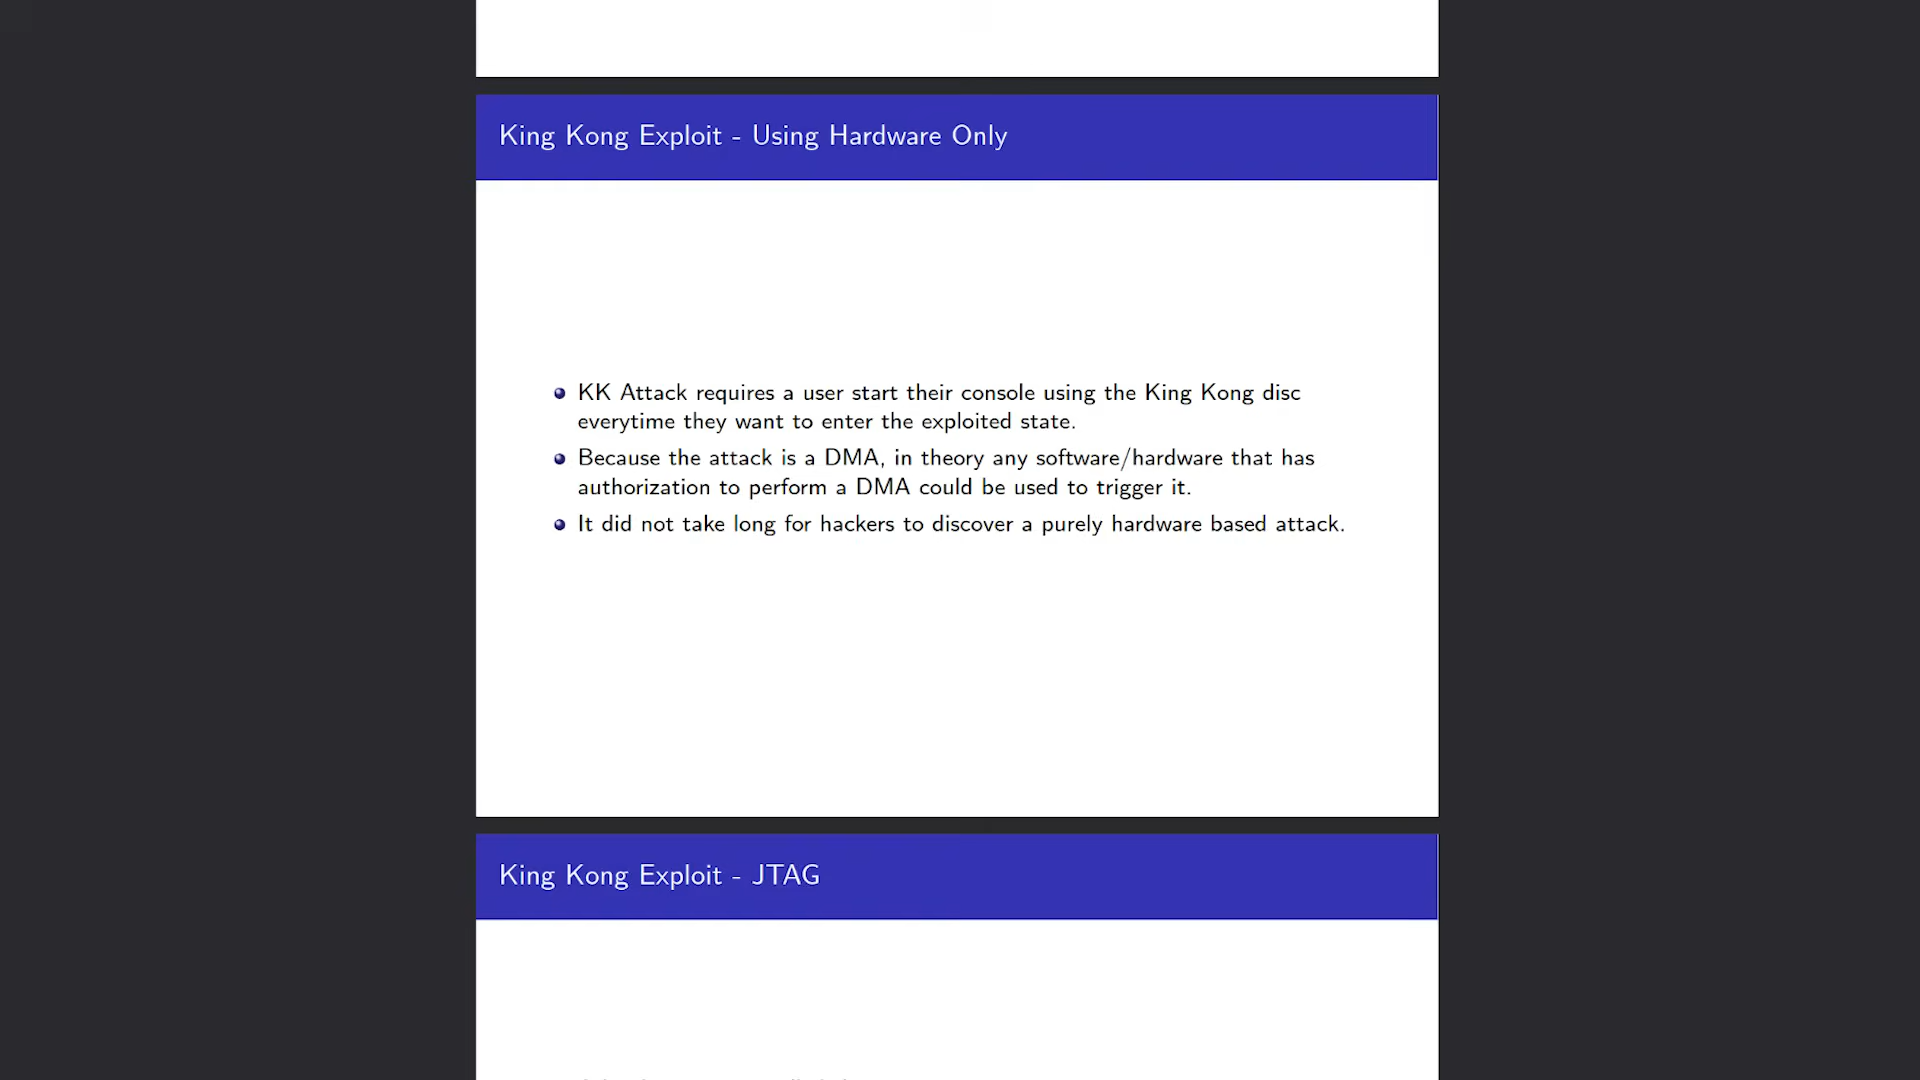 King Kong Exploit - Using Hardware Only
KK Attack requires a user start their console using the King Kong disc
everytime they want to enter the exploited state.
Because the attack is a DMA, in theory any software/hardware that has
authorization to perform a DMA could be used to trigger it.
It did not take long for hackers to discover a purely hardware based attack.
King Kong Exploit - JTAG